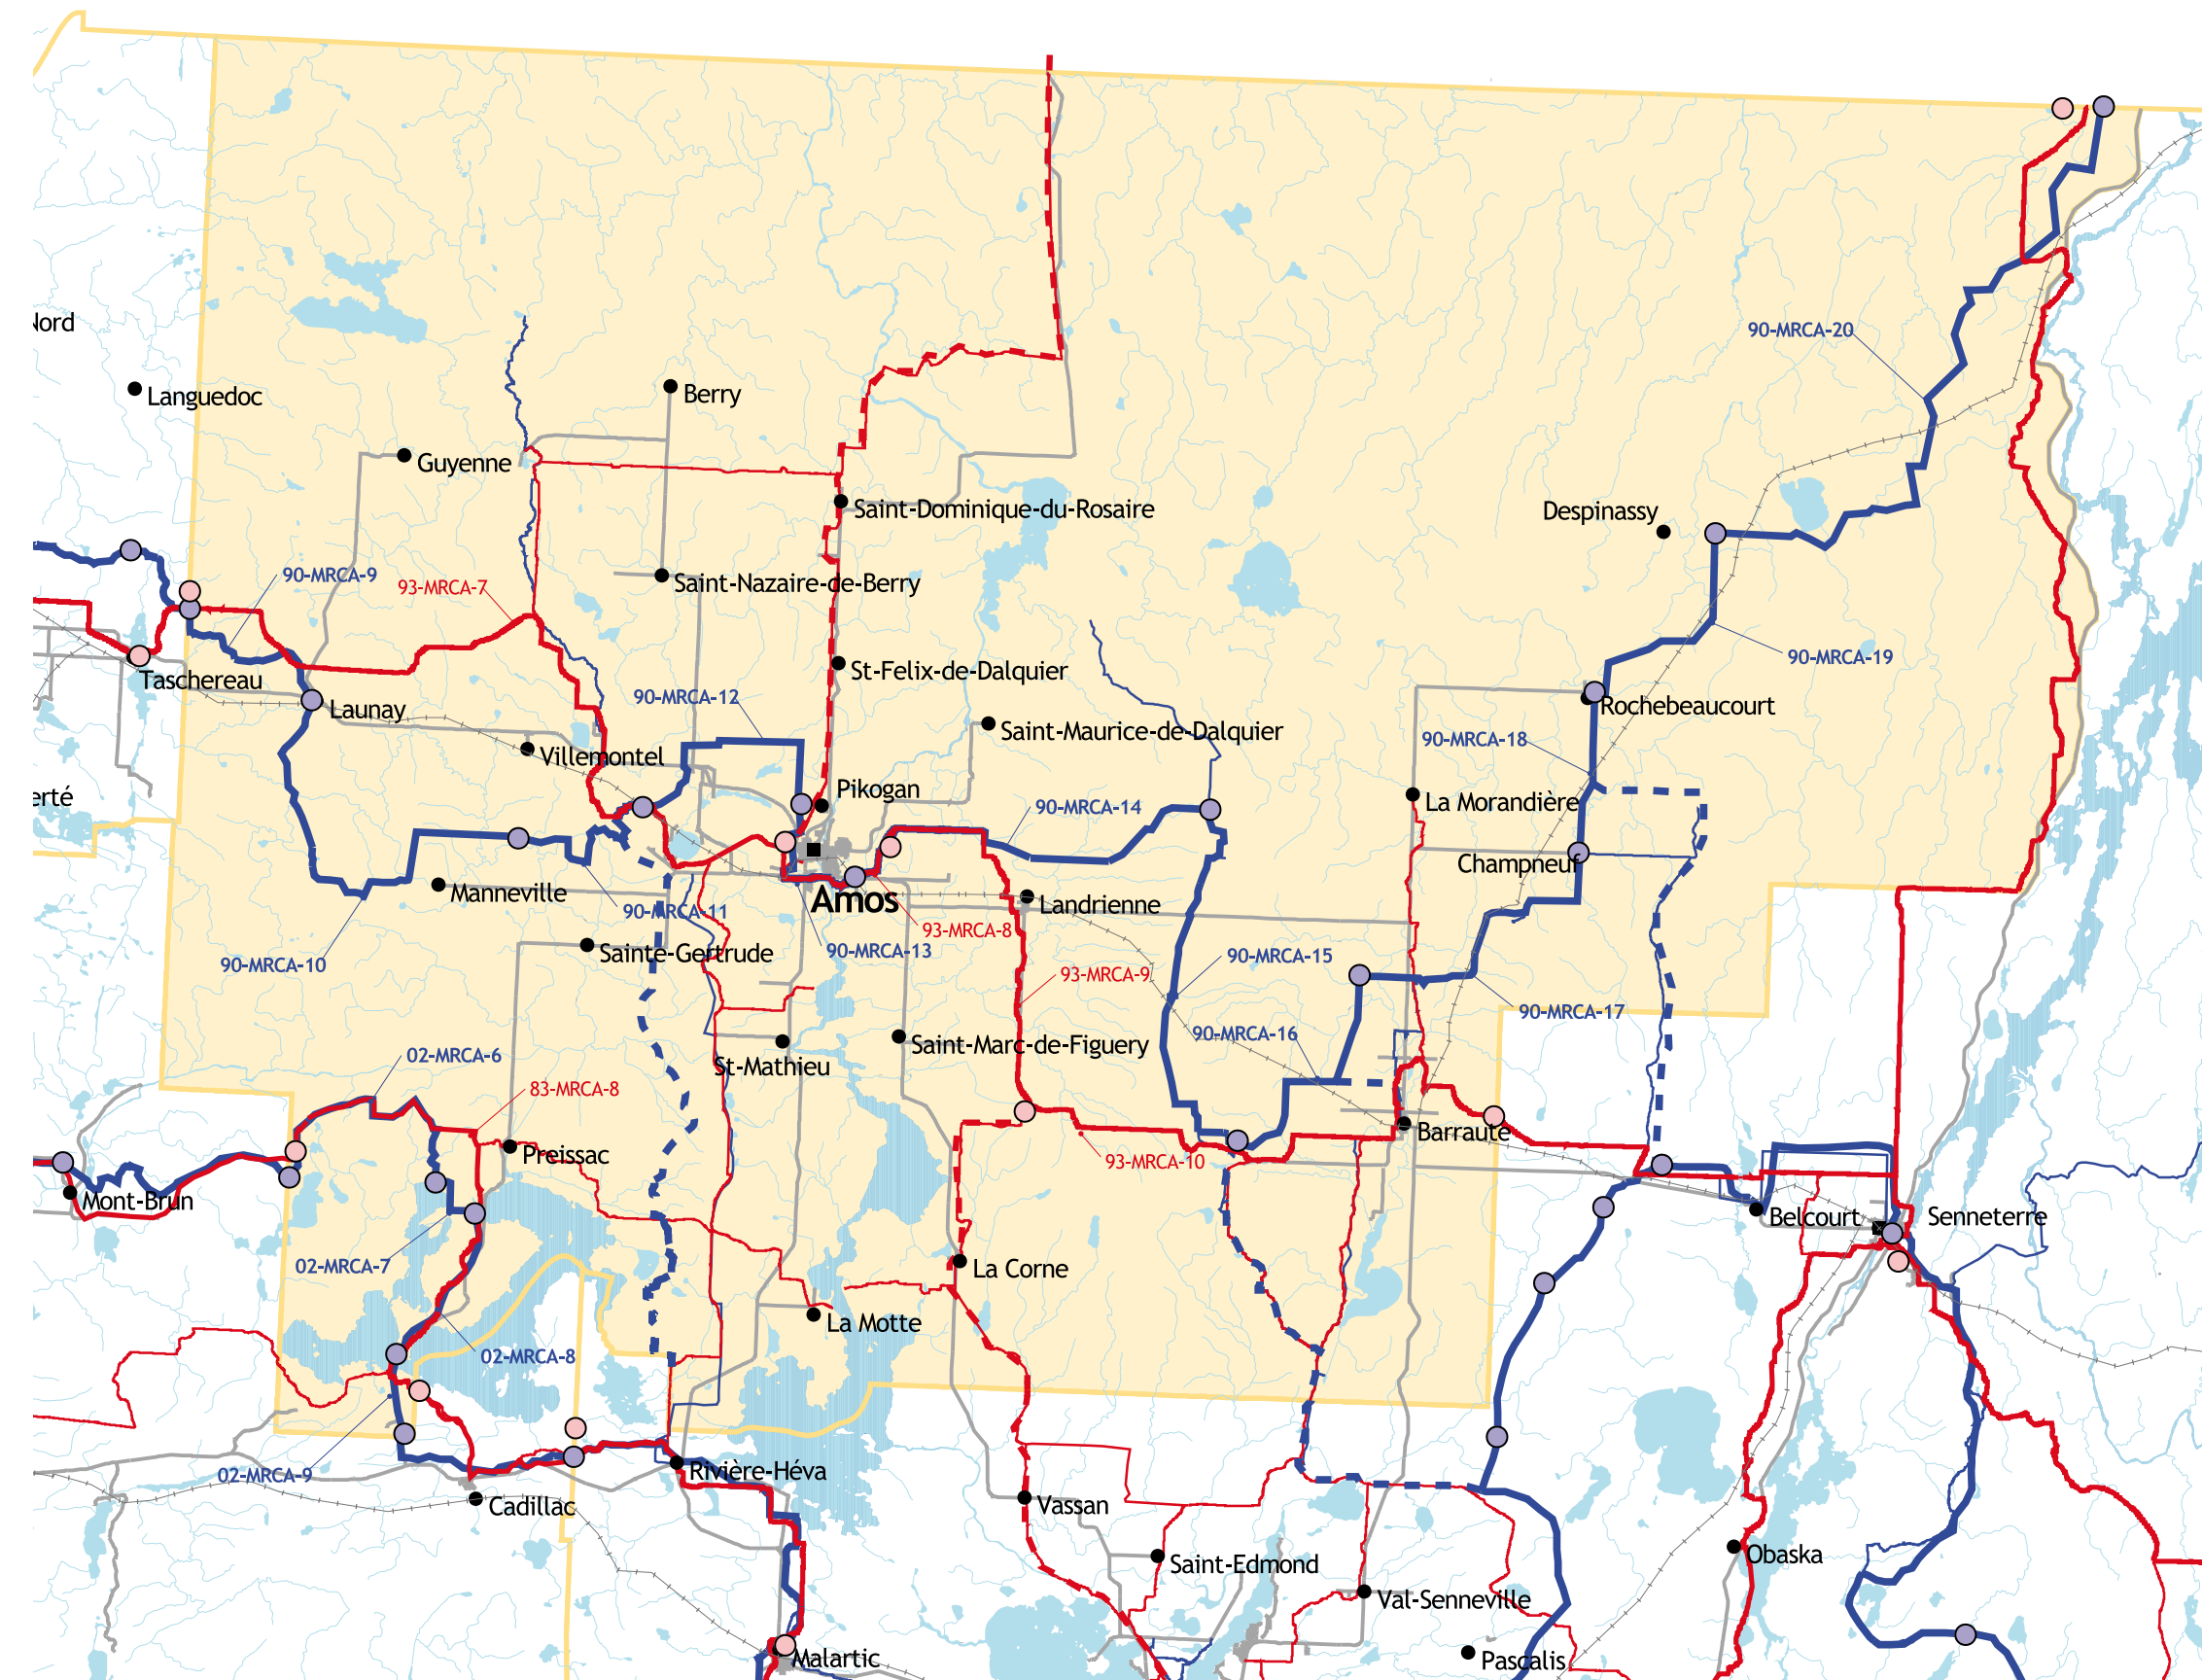 Nord
90-MRCA-20
Languedoc
Berry
Guyenne
Saint-Dominique-du-Rosaire
Despinassy
90-MRCA-9
93-MRCA-7
Saint-Nazaire-de-Berry
90-MRCA-19
St-Felix-de-Dalquier
Taschereau
90-MRCA-12
Launay
Rochebeaucourt
Saint-Maurice-de-Dalquier
90-MRCA-18
Villemontel
erté
Pikogan
90-MRCA-14
La Morandière
Champneuf
Manneville
Amos
Landrienne
90-MRCA-11
93-MRCA-8
90-MRCA-13
Sainte-Gertrude
90-MRCA-15
90-MRCA-10
93-MRCA-9
90-MRCA-17
90-MRCA-16
Saint-Marc-de-Figuery
02-MRCA-6
St-Mathieu
83-MRCA-8
Barraute
Preissac
93-MRCA-10
Mont-Brun
Belcourt
Senneterre
02-MRCA-7
La Corne
La Motte
02-MRCA-8
02-MRCA-9
Rivière-Héva
Cadillac
Vassan
Saint-Edmond
Obaska
Val-Senneville
Malartic
Pascalis